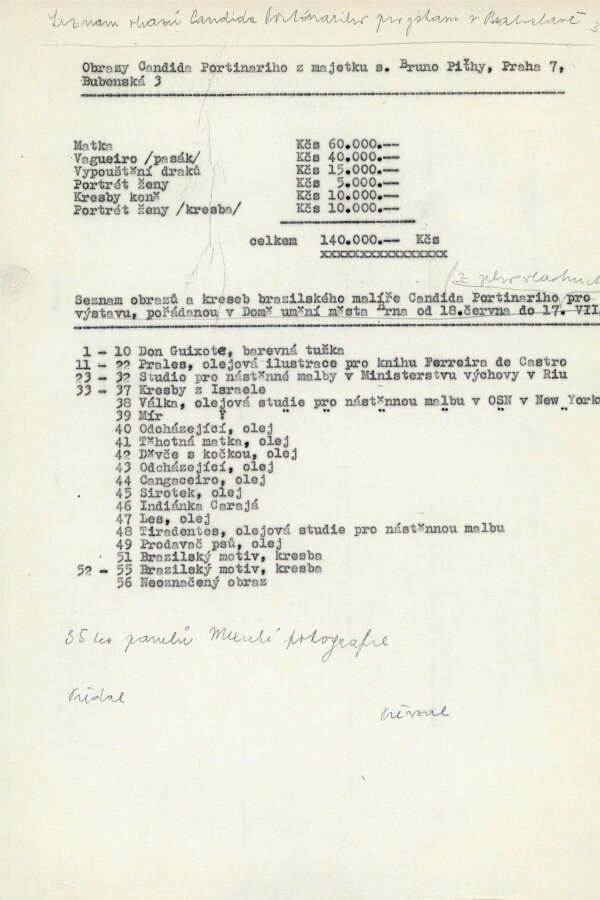 Seznam obrazů Candida Portinariho pro výstavu v Bratislavě
Obrazy Candida Portinariho z majetku s. Bruno Piťhy, Praha 7,
Bubenská 3
Matka Kčs 60.000.--
Vagueiro /pasák/ Kčs 40.000.--
Vypouštění draků Kčs 15.000.--
Portrét ženy Kčs 5.000.--
Kresby koně Kčs 10.000.--
Portrét ženy /kresba/ Kčs 10.000.--
celkem 140.000.-- Kčs
xxxxxxxxxxxxxxxxx
Seznam obrazů a kreseb brazilského malíře Candida Portinariho pro
výstavu, pořádanou v Domě umění města Brna od 18.června do 17. VII
1 - 10 Don Guixote, barevná tužka
11 - 22 Prales, olejová ilustrace pro knihu Ferreira de Castro
23 - 32 Studio pro nástěnné malby v Ministerstvu výchovy v Riu
33 - 37 Kresby z Israele
38 Válka, olejová studie pro nástěnnou malbu v OSN v New Yorku
39 Mír " " " " " "
40 Odcházející, olej
41 Těhotná matka, olej
42 Děvče s kočkou, olej
43 Odcházející, olej
44 Cangaceiro, olej
45 Sirotek, olej
46 Indiánka Carajá
47 Les, olej
48 Tiradentes, olejová studie pro nástěnnou malbu
49 Prodavač psů, olej
51 Brazilský motiv, kresba
52 - 55 Brazilský motiv, kresba
56 Neoznačený obraz
35 ks panelů fotografie